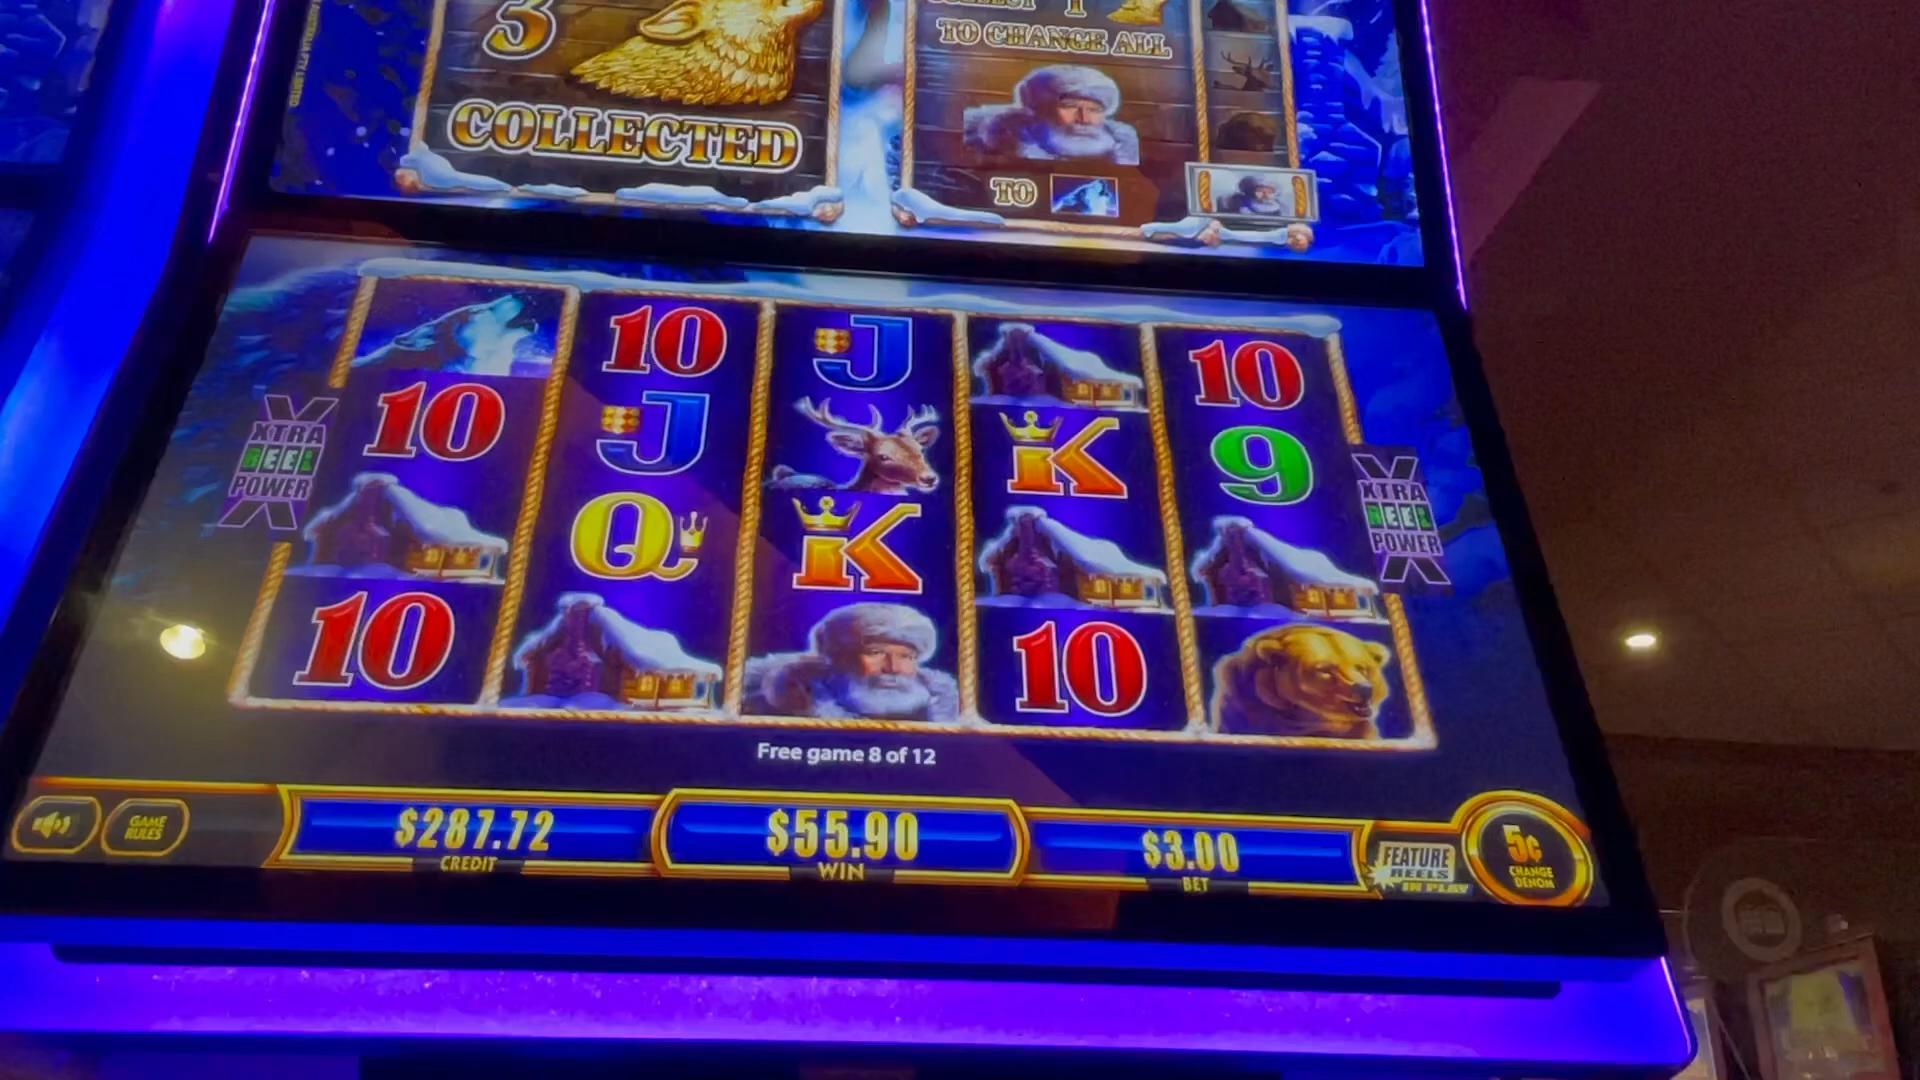 3
COLLECTED
1
TO CHANGE ALL
TO
10 J 10
10 J K 9
Q K
10 10
XTRA
REEL
POWER
XTRA
REEL
POWER
Free game 8 of 12
GAME
RULES
$287.72
CREDIT
$55.90
WIN
$3.00
BET
FEATURE
REELS
IN PLAY
5¢
CHANGE
DENOM